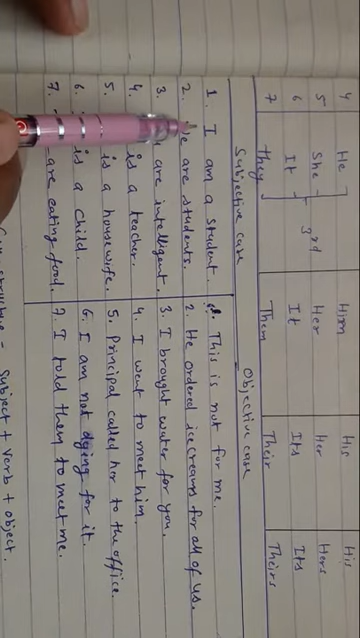 4 He Him His His
5 She 3rd Her Her Hers
6 It It Its Its
7 they Them Their Theirs
Subjective case Objective case
1. I am a student. 1. This is not for me.
2. are students. 2. He ordered icecreams for all of us.
3. are intelligent. 3. I brought water for you.
4. is a teacher. 4. I went to meet him.
5. is a housewife. 5. Principal called her to the office.
6. is a child. 6. I am not dying for it.
7. are eating food. 7. I told them to meet me.
structure = Subject + Verb + object.